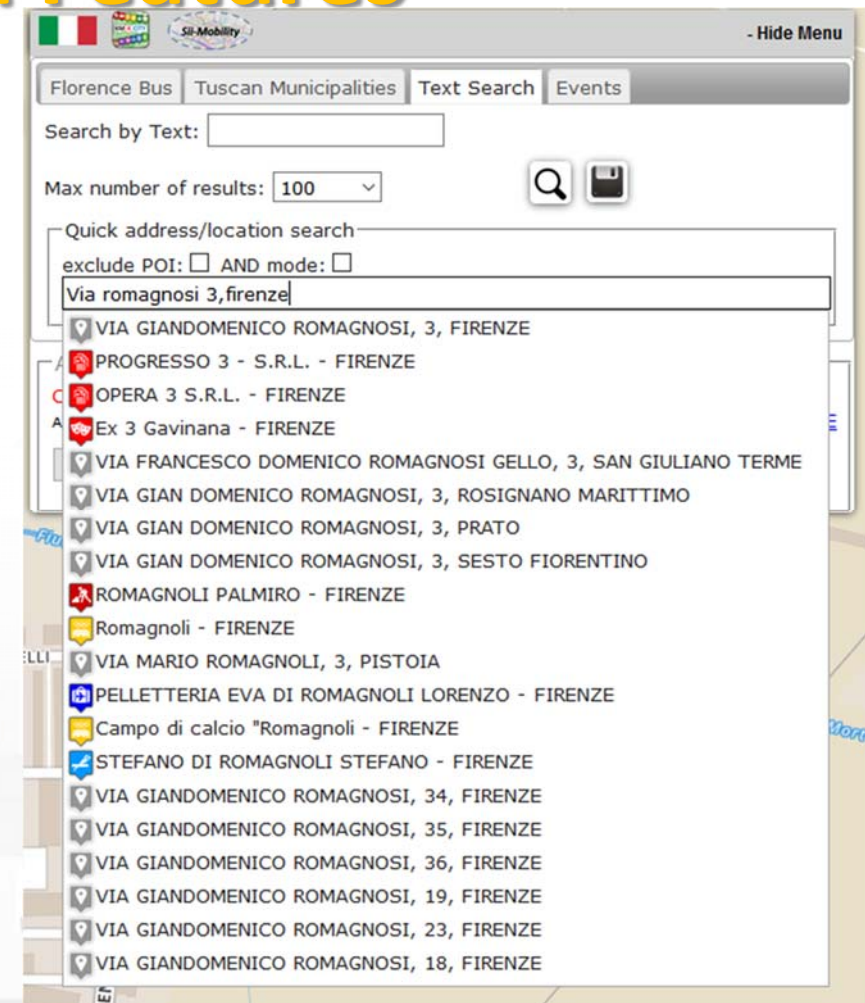 Features
Sii-Mobility
- Hide Menu
Florence Bus Tuscan Municipalities Text Search Events
Search by Text:
Max number of results: 100
Quick address/location search
exclude POI: AND mode:
Via romagnosi 3,firenze
VIA GIANDOMENICO ROMAGNOSI, 3, FIRENZE
PROGRESSO 3 - S.R.L. - FIRENZE
OPERA 3 S.R.L. - FIRENZE
Ex 3 Gavinana - FIRENZE
VIA FRANCESCO DOMENICO ROMAGNOSI GELLO, 3, SAN GIULIANO TERME
VIA GIAN DOMENICO ROMAGNOSI, 3, ROSIGNANO MARITTIMO
VIA GIAN DOMENICO ROMAGNOSI, 3, PRATO
VIA GIAN DOMENICO ROMAGNOSI, 3, SESTO FIORENTINO
ROMAGNOLI PALMIRO - FIRENZE
Romagnoli - FIRENZE
VIA MARIO ROMAGNOLI, 3, PISTOIA
PELLETTERIA EVA DI ROMAGNOLI LORENZO - FIRENZE
Campo di calcio "Romagnoli - FIRENZE
STEFANO DI ROMAGNOLI STEFANO - FIRENZE
VIA GIANDOMENICO ROMAGNOSI, 34, FIRENZE
VIA GIANDOMENICO ROMAGNOSI, 35, FIRENZE
VIA GIANDOMENICO ROMAGNOSI, 36, FIRENZE
VIA GIANDOMENICO ROMAGNOSI, 19, FIRENZE
VIA GIANDOMENICO ROMAGNOSI, 23, FIRENZE
VIA GIANDOMENICO ROMAGNOSI, 18, FIRENZE